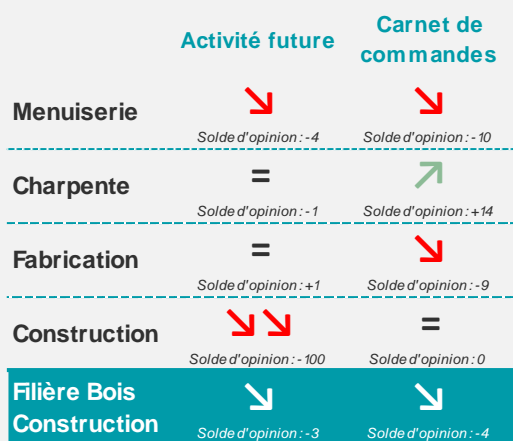 Activité future
Carnet de
commandes
Menuiserie
Solde d'opinion : -4
Solde d'opinion : -10
Charpente
=
Solde d'opinion : -1
Solde d'opinion : +14
Fabrication
=
Solde d'opinion : +1
Solde d'opinion : -9
Construction
=
Solde d'opinion : -100
Solde d'opinion : 0
Filière Bois
Construction
Solde d'opinion : -3
Solde d'opinion : -4